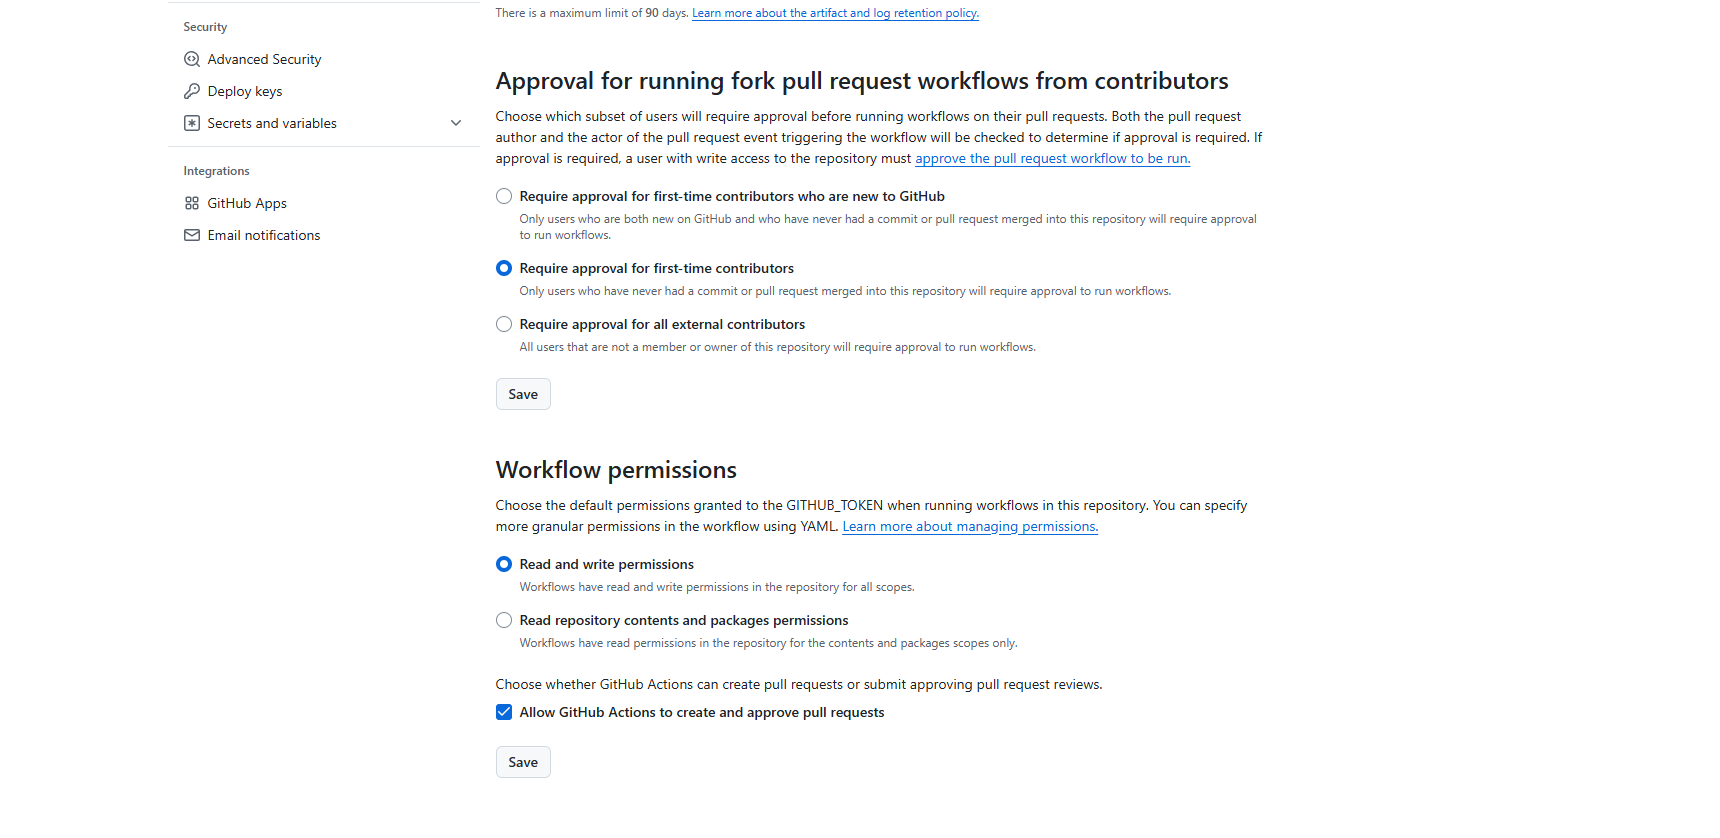 Security
Advanced Security
Deploy keys
Secrets and variables
Integrations
GitHub Apps
Email notifications
There is a maximum limit of 90 days. Learn more about the artifact and log retention policy.
Approval for running fork pull request workflows from contributors
Choose which subset of users will require approval before running workflows on their pull requests. Both the pull request
author and the actor of the pull request event triggering the workflow will be checked to determine if approval is required. If
approval is required, a user with write access to the repository must approve the pull request workflow to be run.
Require approval for first-time contributors who are new to GitHub
Only users who are both new on GitHub and who have never had a commit or pull request merged into this repository will require approval
to run workflows.
Require approval for first-time contributors
Only users who have never had a commit or pull request merged into this repository will require approval to run workflows.
Require approval for all external contributors
All users that are not a member or owner of this repository will require approval to run workflows.
Save
Workflow permissions
Choose the default permissions granted to the GITHUB_TOKEN when running workflows in this repository. You can specify
more granular permissions in the workflow using YAML. Learn more about managing permissions.
Read and write permissions
Workflows have read and write permissions in the repository for all scopes.
Read repository contents and packages permissions
Workflows have read permissions in the repository for the contents and packages scopes only.
Choose whether GitHub Actions can create pull requests or submit approving pull request reviews.
Allow GitHub Actions to create and approve pull requests
Save